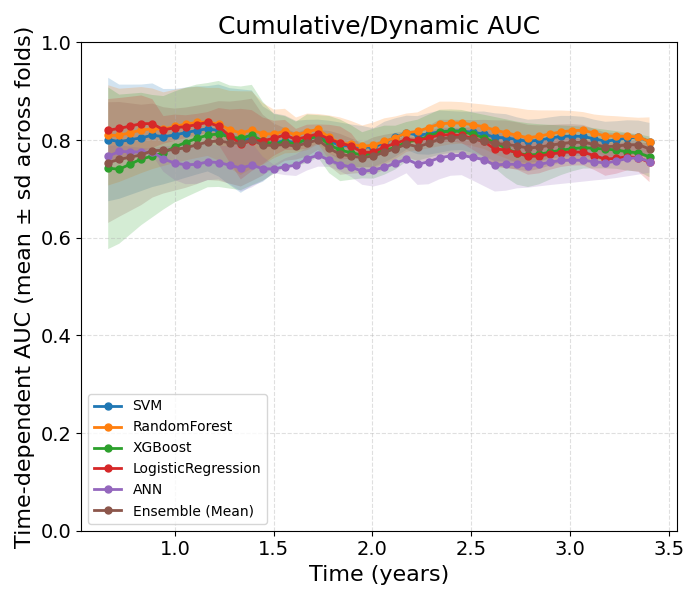 Cumulative/Dynamic AUC
Time-dependent AUC (mean ± sd across folds)
1.0
0.8
0.6
0.4
0.2
0.0
SVM
RandomForest
XGBoost
LogisticRegression
ANN
Ensemble (Mean)
1.0 1.5 2.0 2.5 3.0 3.5
Time (years)